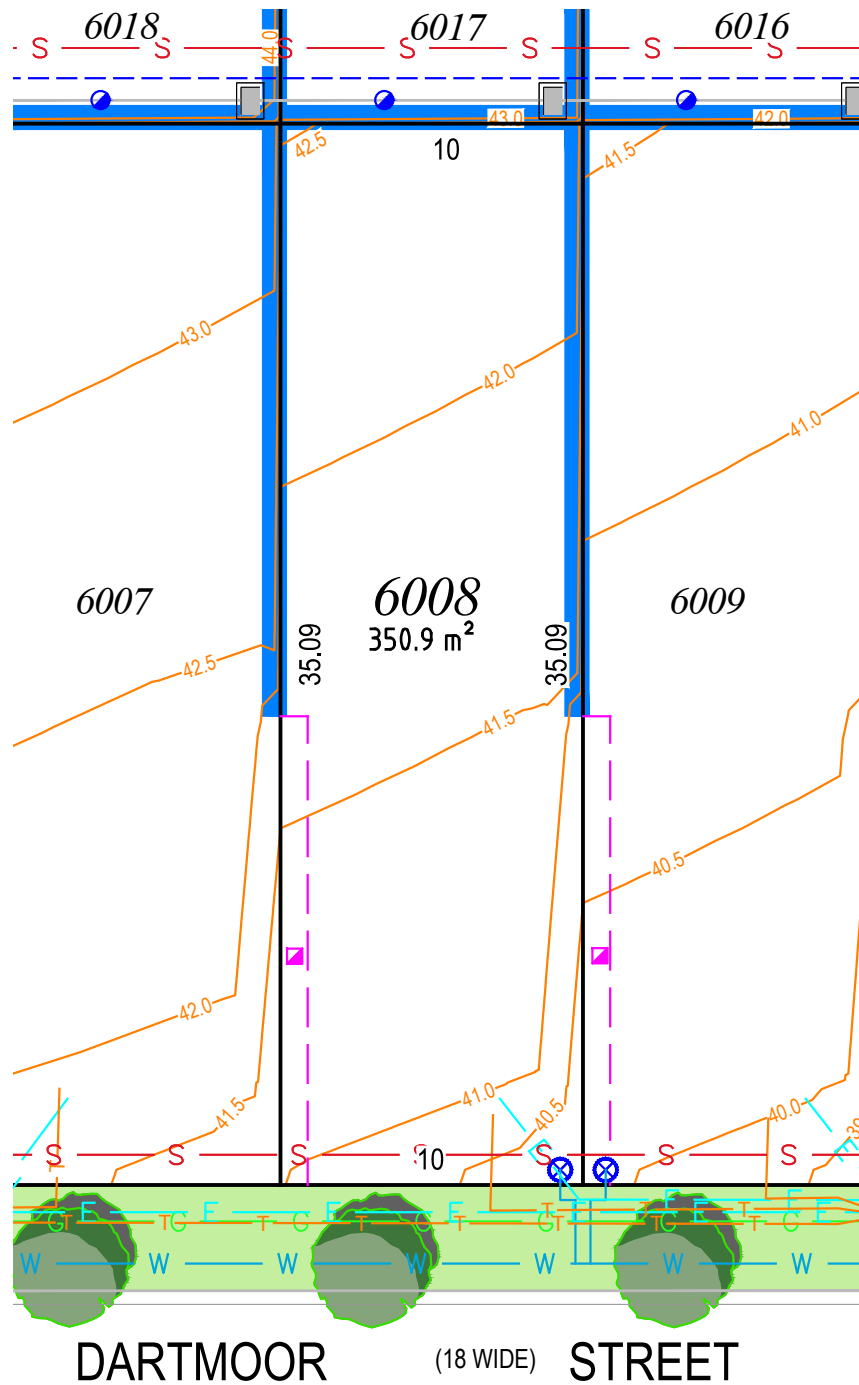 6018 6017 6016
S S 44.0 S S S S S
43.0 42.0
42.5 10 41.5
43.0
42.0
41.0
6007 6008 6009
350.9 m²
35.09 35.09
42.5
41.5
40.5
42.0
41.0
41.5 40.5 40.0
S S S S 10 S S S
E E
E E E E E E E
G T T G T G T G T T G T G
W W W W W W W
DARTMOOR (18 WIDE) STREET